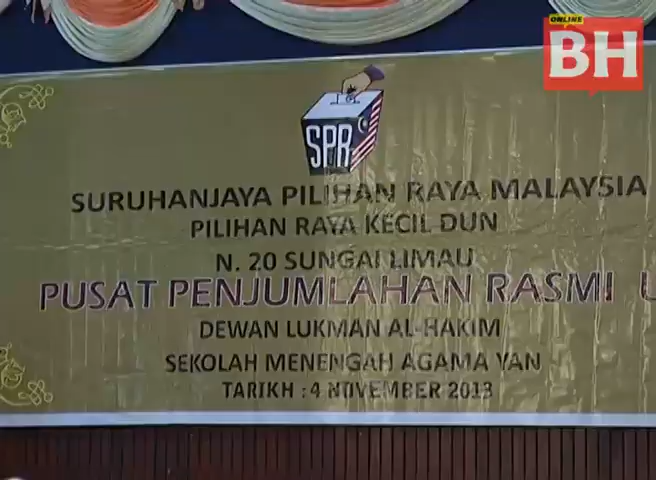 ONLINE
BH
SPR
SURUHANJAYA PILIHAN RAYA MALAYSIA
PILIHAN RAYA KECIL DUN
N. 20 SUNGAI LIMAU
PUSAT PENJUMLAHAN RASMI
DEWAN LUKMAN AL-HAKIM
SEKOLAH MENENGAH AGAMA YAN
TARIKH : 4 NOVEMBER 2013